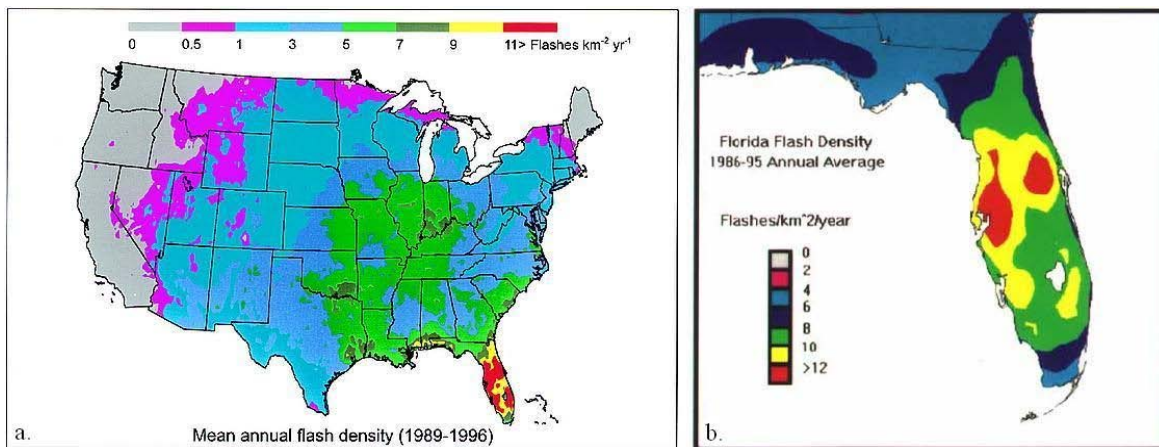 0 0.5 1 3 5 7 9 11> Flashes km⁻² yr⁻¹
a. Mean annual flash density (1989-1996)
Florida Flash Density
1986-95 Annual Average
Flashes/km^2/year
0
2
4
6
8
10
>12
b.